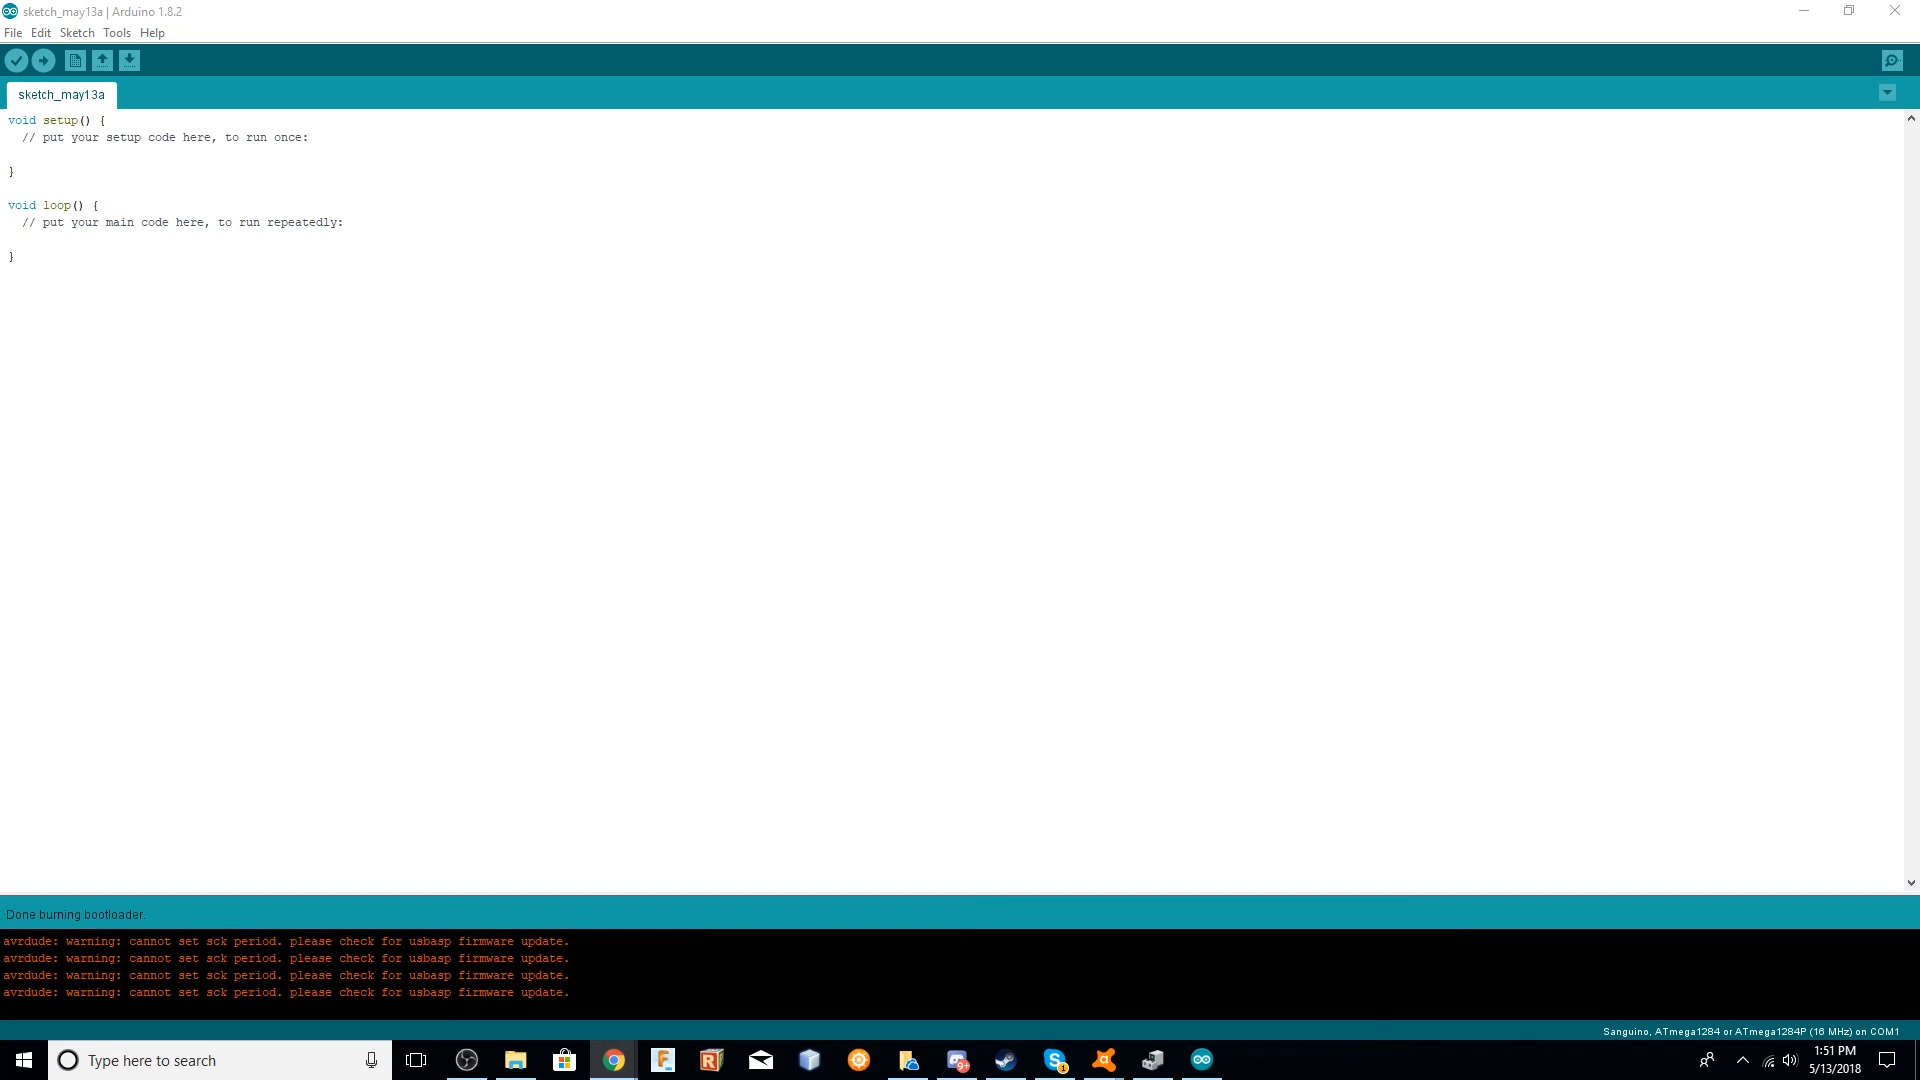 sketch_may13a | Arduino 1.8.2
File Edit Sketch Tools Help
sketch_may13a
void setup() {
  // put your setup code here, to run once:
}
void loop() {
  // put your main code here, to run repeatedly:
}
Done burning bootloader.
avrdude: warning: cannot set sck period. please check for usbasp firmware update.
avrdude: warning: cannot set sck period. please check for usbasp firmware update.
avrdude: warning: cannot set sck period. please check for usbasp firmware update.
avrdude: warning: cannot set sck period. please check for usbasp firmware update.
Sanguino, ATmega1284 or ATmega1284P (16 MHz) on COM1
Type here to search
9+
1
1:51 PM
5/13/2018